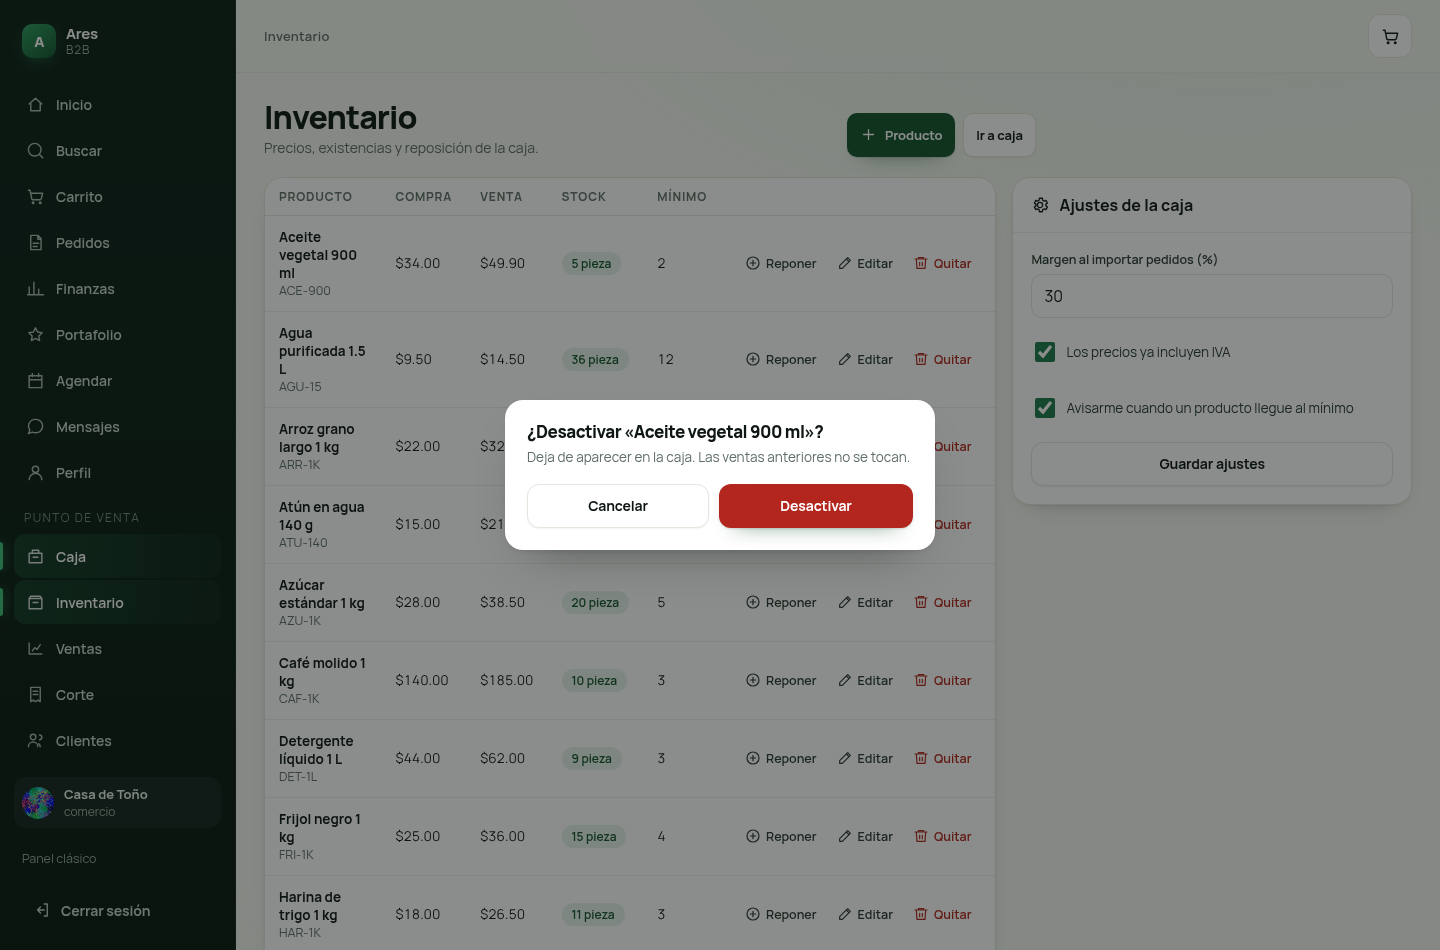 A
Ares
B2B
Inicio
Buscar
Carrito
Pedidos
Finanzas
Portafolio
Agendar
Mensajes
Perfil
PUNTO DE VENTA
Caja
Inventario
Ventas
Corte
Clientes
Casa de Toño
comercio
Panel clásico
Cerrar sesión
Inventario
Inventario
Precios, existencias y reposición de la caja.
Producto
Ir a caja
PRODUCTO COMPRA VENTA STOCK MÍNIMO
Aceite
vegetal 900
ml
ACE-900
$34.00 $49.90 5 pieza 2 Reponer Editar Quitar
Agua
purificada 1.5
L
AGU-15
$9.50 $14.50 36 pieza 12 Reponer Editar Quitar
Arroz grano
largo 1 kg
ARR-1K
$22.00 $32 Quitar
Atún en agua
140 g
ATU-140
$15.00 $21 Quitar
Azúcar
estándar 1 kg
AZU-1K
$28.00 $38.50 20 pieza 5 Reponer Editar Quitar
Café molido 1
kg
CAF-1K
$140.00 $185.00 10 pieza 3 Reponer Editar Quitar
Detergente
líquido 1 L
DET-1L
$44.00 $62.00 9 pieza 3 Reponer Editar Quitar
Frijol negro 1
kg
FRI-1K
$25.00 $36.00 15 pieza 4 Reponer Editar Quitar
Harina de
trigo 1 kg
HAR-1K
$18.00 $26.50 11 pieza 3 Reponer Editar Quitar
Ajustes de la caja
Margen al importar pedidos (%)
30
Los precios ya incluyen IVA
Avisarme cuando un producto llegue al mínimo
Guardar ajustes
¿Desactivar «Aceite vegetal 900 ml»?
Deja de aparecer en la caja. Las ventas anteriores no se tocan.
Cancelar
Desactivar